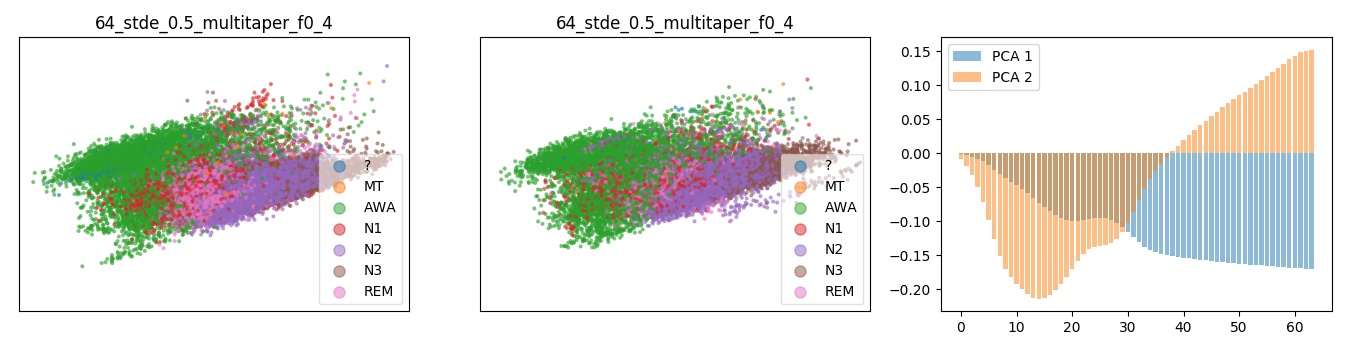 64_stde_0.5_multitaper_f0_4
?
MT
AWA
N1
N2
N3
REM
64_stde_0.5_multitaper_f0_4
?
MT
AWA
N1
N2
N3
REM
PCA 1
PCA 2
0.15
0.10
0.05
0.00
−0.05
−0.10
−0.15
−0.20
0 10 20 30 40 50 60